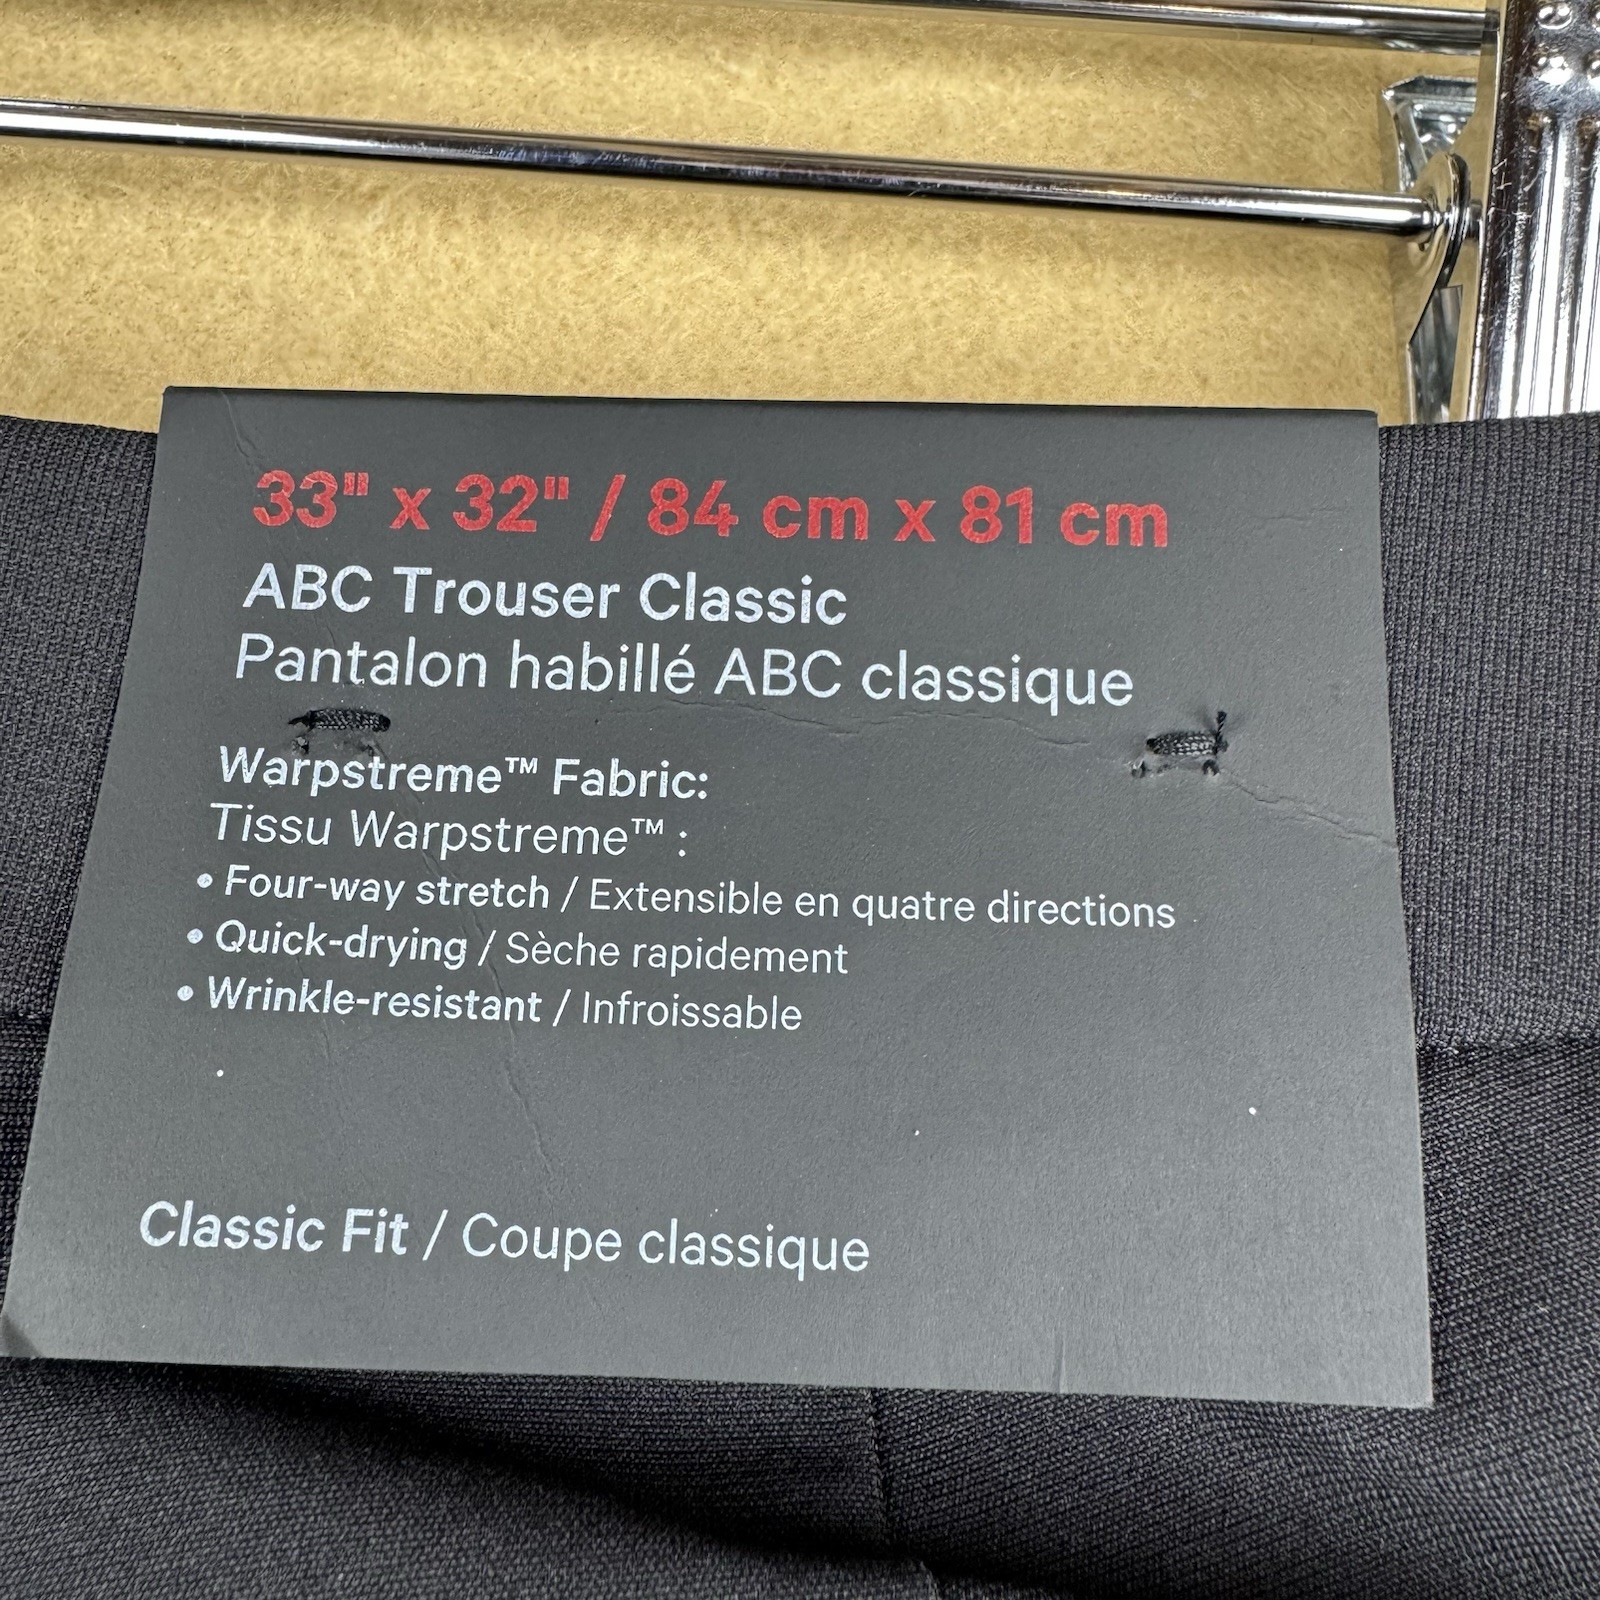 33" x 32" / 84 cm x 81 cm
ABC Trouser Classic
Pantalon habillé ABC classique
Warpstreme™ Fabric:
Tissu Warpstreme™ :
• Four-way stretch / Extensible en quatre directions
• Quick-drying / Sèche rapidement
• Wrinkle-resistant / Infroissable
Classic Fit / Coupe classique